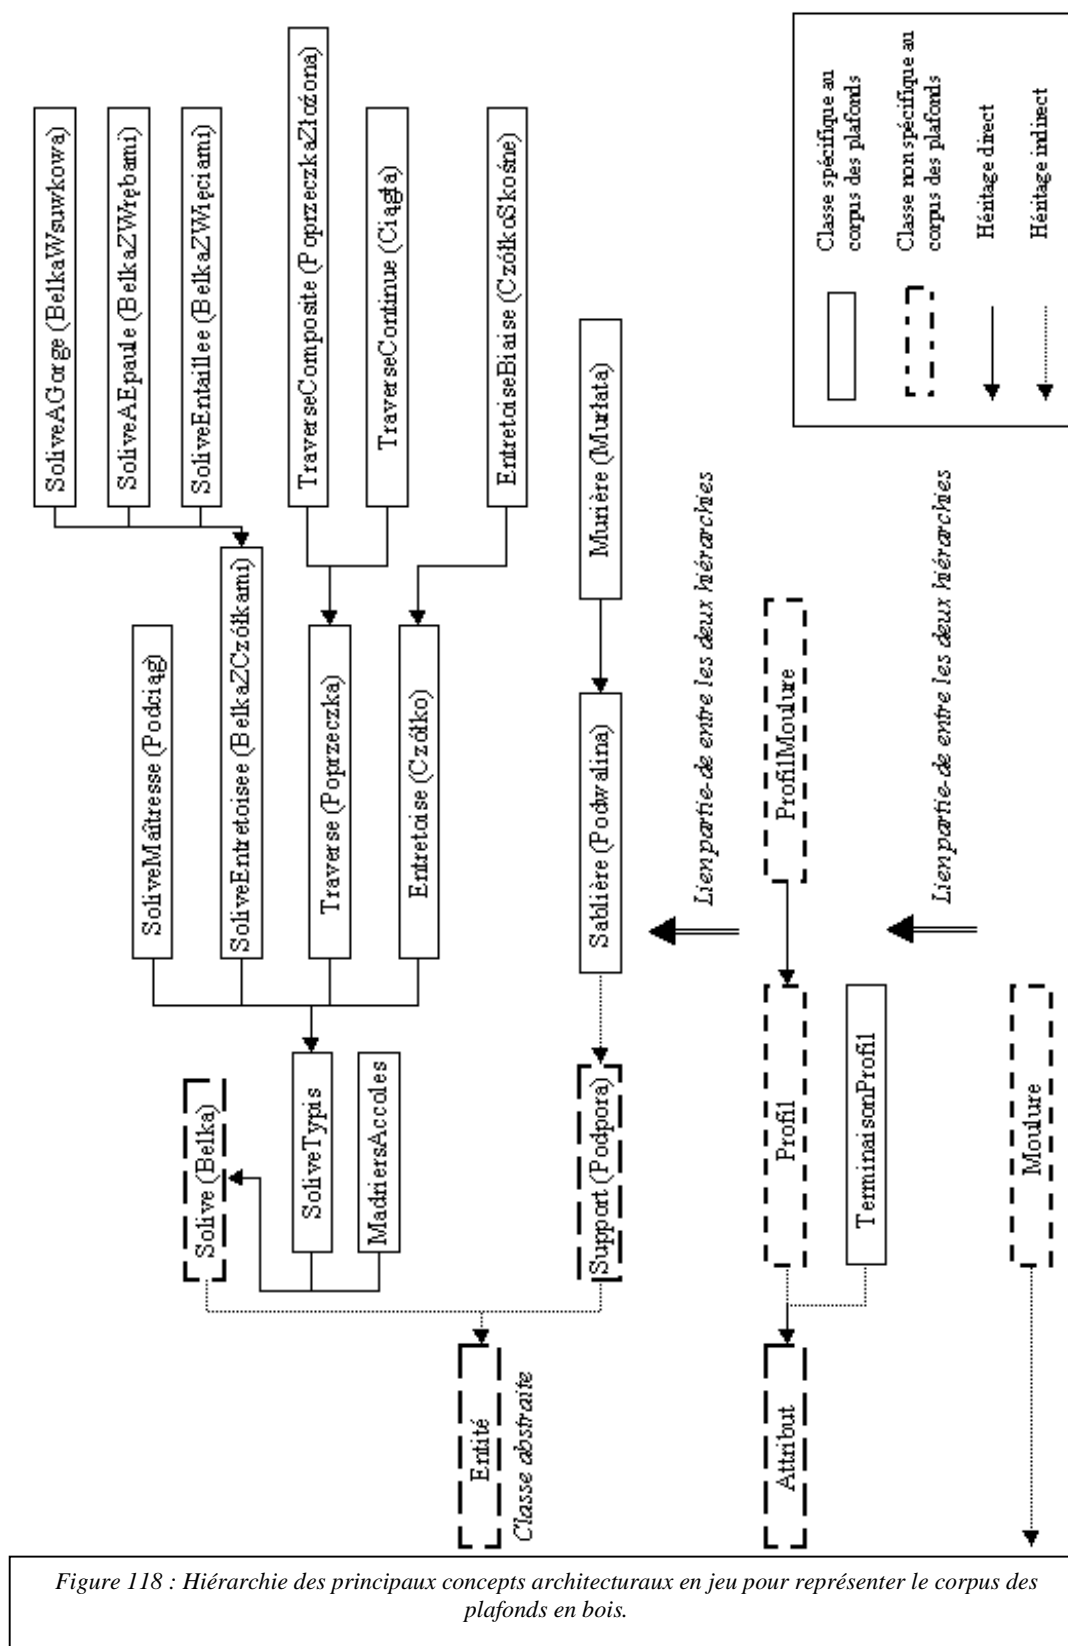 SoliveAGorge (BelkaWsuwkowa)
SoliveAEpaule (BelkaZWrębami)
SoliveEntaillee (BelkaZWięciami)
TraverseComposite (PoprzeczkaZłożona)
TraverseContinue (Ciągła)
EntretoiseBiaise (CzółkoSkośne)
SoliveMaîtresse (Podciąg)
SoliveEntretoisee (BelkaZCzółkami)
Traverse (Poprzeczka)
Entretoise (Czółko)
Murière (Murłata)
Sablière (Podwalina)
Solive (Belka)
SoliveTypis
MadriersAccoles
Support (Podpora)
Entité
Classe abstraite
Lien partie-de entre les deux hiérarchies
ProfilMoulure
Profil
TerminaisonProfil
Attribut
Lien partie-de entre les deux hiérarchies
Moulure
Classe spécifique au
corpus des plafonds
Classe non spécifique au
corpus des plafonds
Héritage direct
Héritage indirect
Figure 118 : Hiérarchie des principaux concepts architecturaux en jeu pour représenter le corpus des
plafonds en bois.